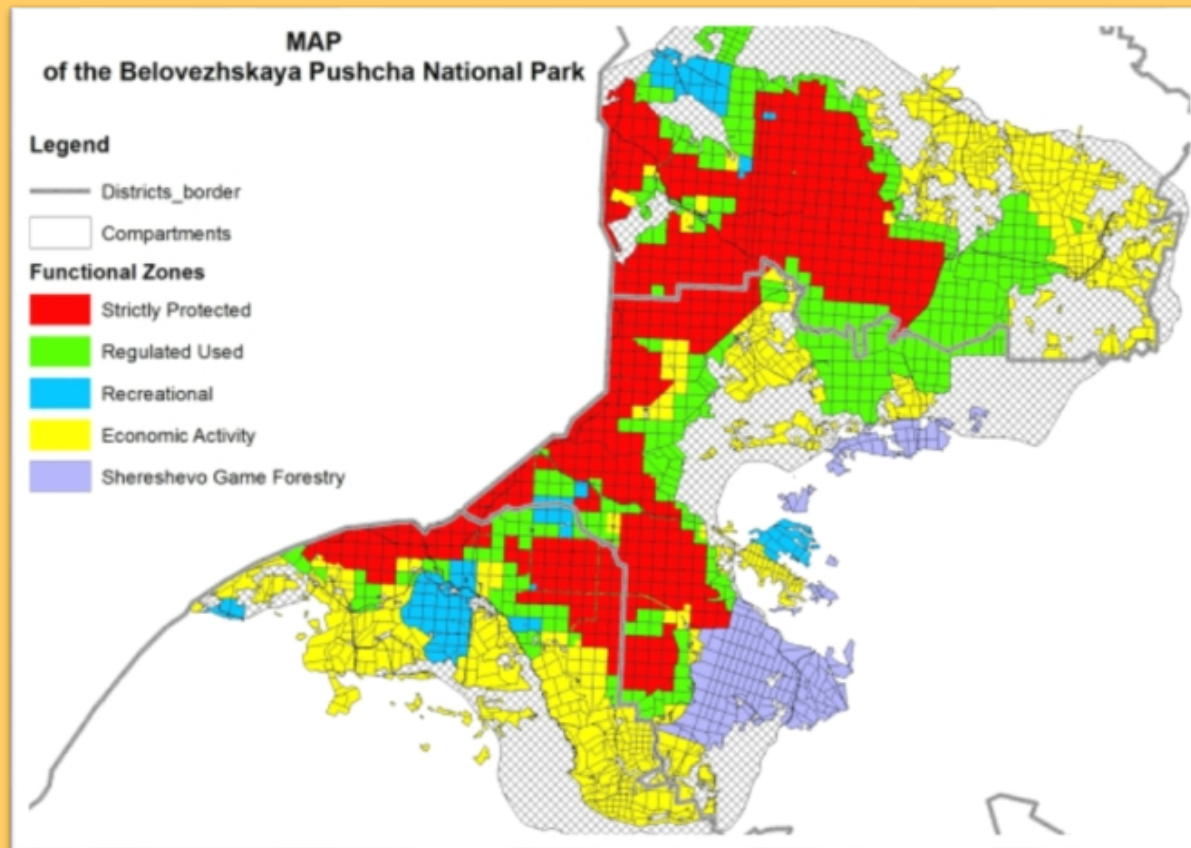 MAP
of the Belovezhskaya Pushcha National Park
Legend
Districts_border
Compartments
Functional Zones
Strictly Protected
Regulated Used
Recreational
Economic Activity
Shereshevo Game Forestry